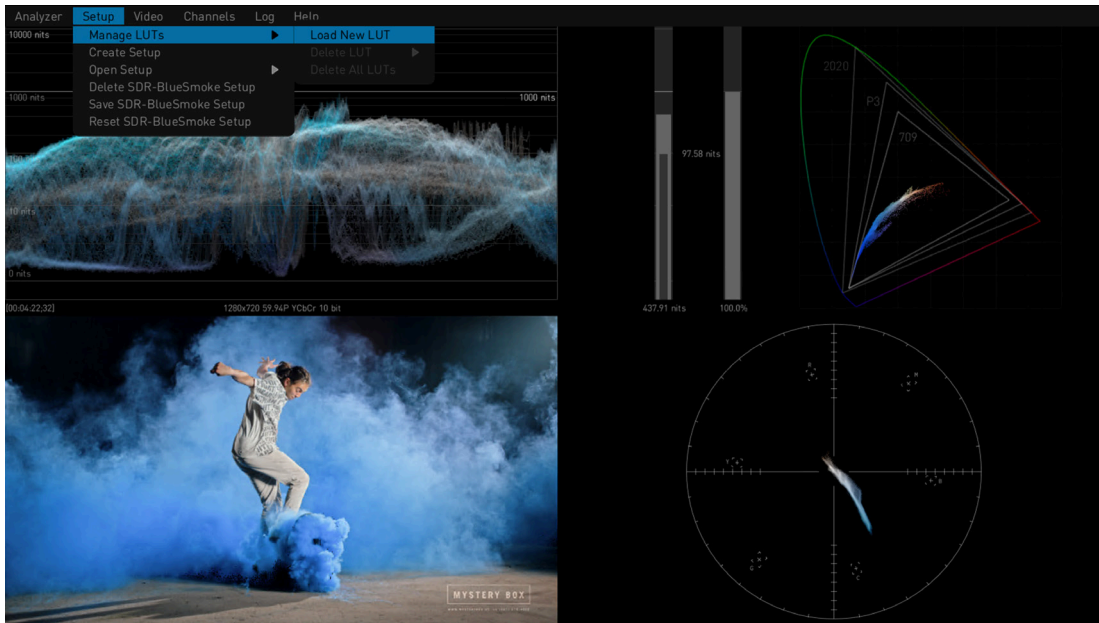 Analyzer Setup Video Channels Log Help
Manage LUTs
Create Setup
Open Setup
Delete SDR-BlueSmoke Setup
Save SDR-BlueSmoke Setup
Reset SDR-BlueSmoke Setup
Load New LUT
Delete LUT
Delete All LUTs
10000 nits
1000 nits
1000 nits
100
10 nits
0 nits
[00:04:22;32]
1280x720 59.94P YCbCr 10 bit
97.58 nits
437.91 nits
100.0%
2020
P3
709
R
M
Y
B
G
C
MYSTERY BOX